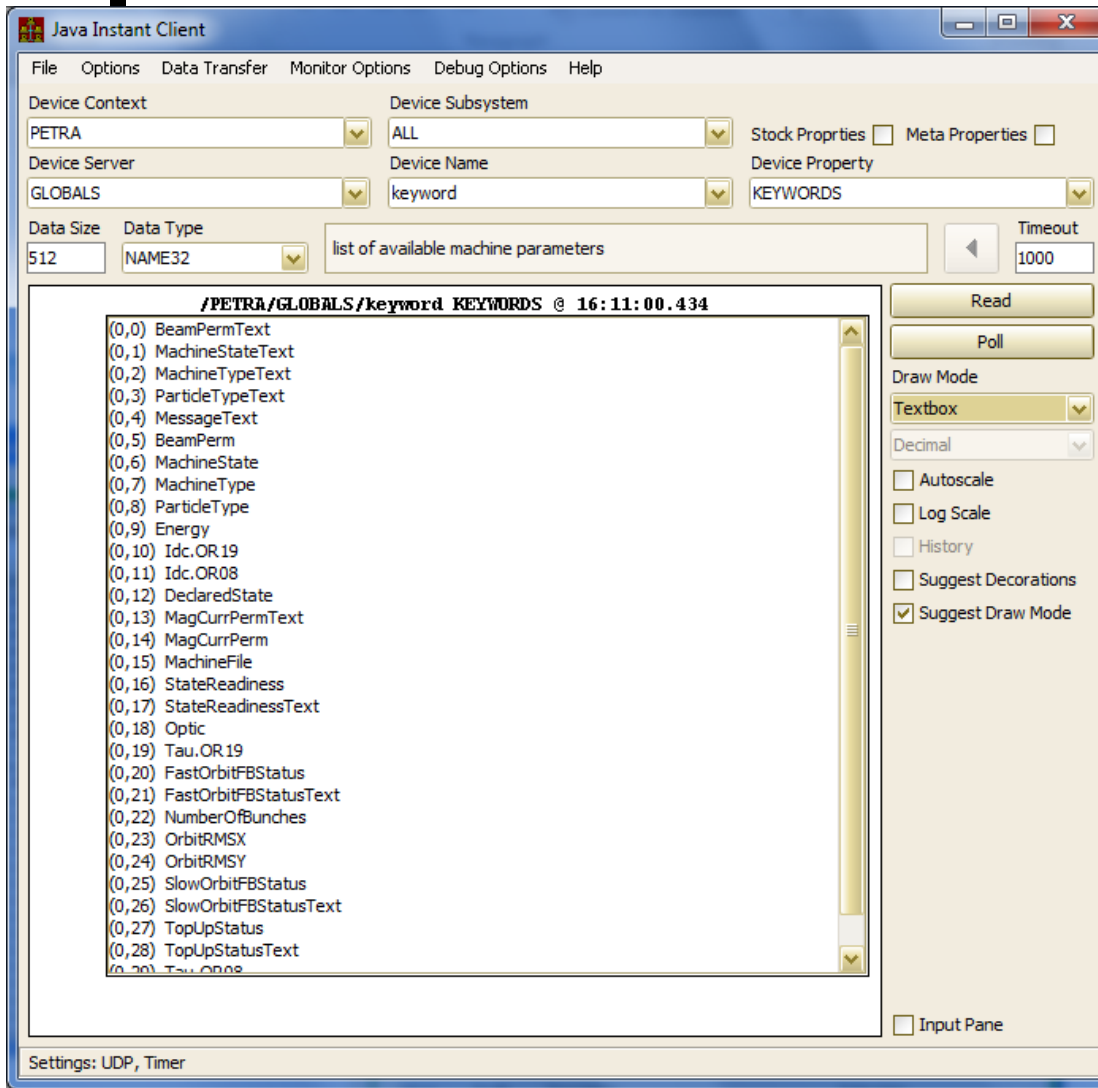 Java Instant Client
File Options Data Transfer Monitor Options Debug Options Help
Device Context Device Subsystem
PETRA ALL Stock Proprties Meta Properties
Device Server Device Name Device Property
GLOBALS keyword KEYWORDS
Data Size Data Type Timeout
512 NAME32 list of available machine parameters 1000
/PETRA/GLOBALS/keyword KEYWORDS @ 16:11:00.434
(0,0) BeamPermText
(0,1) MachineStateText
(0,2) MachineTypeText
(0,3) ParticleTypeText
(0,4) MessageText
(0,5) BeamPerm
(0,6) MachineState
(0,7) MachineType
(0,8) ParticleType
(0,9) Energy
(0,10) Idc.OR19
(0,11) Idc.OR08
(0,12) DeclaredState
(0,13) MagCurrPermText
(0,14) MagCurrPerm
(0,15) MachineFile
(0,16) StateReadiness
(0,17) StateReadinessText
(0,18) Optic
(0,19) Tau.OR19
(0,20) FastOrbitFBStatus
(0,21) FastOrbitFBStatusText
(0,22) NumberOfBunches
(0,23) OrbitRMSX
(0,24) OrbitRMSY
(0,25) SlowOrbitFBStatus
(0,26) SlowOrbitFBStatusText
(0,27) TopUpStatus
(0,28) TopUpStatusText
(0,29) Tau.OR08
Read
Poll
Draw Mode
Textbox
Decimal
Autoscale
Log Scale
History
Suggest Decorations
Suggest Draw Mode
Input Pane
Settings: UDP, Timer